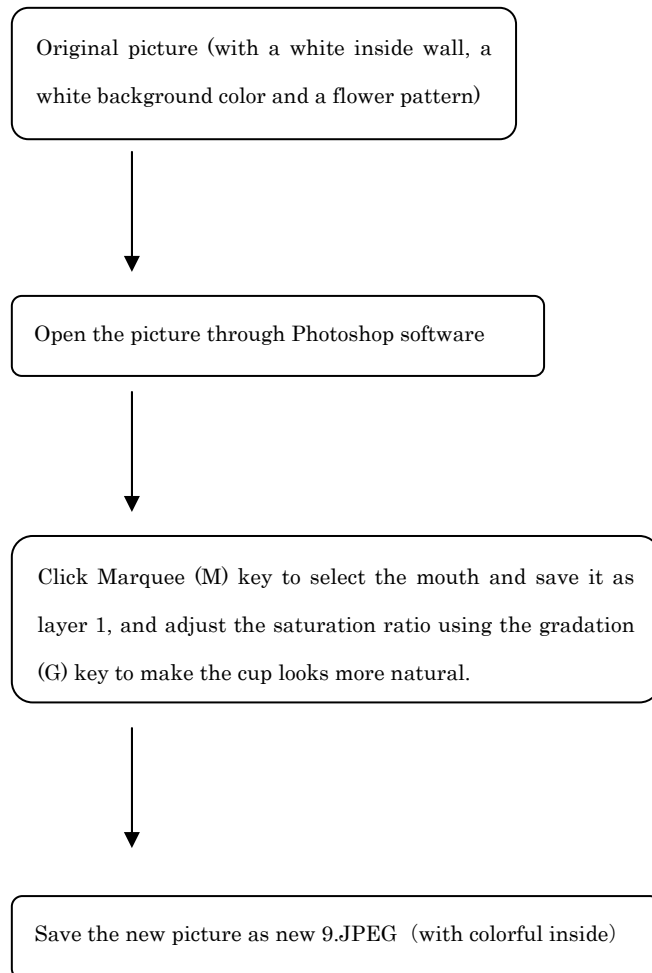 Original picture (with a white inside wall, a
white background color and a flower pattern)
Open the picture through Photoshop software
Click Marquee (M) key to select the mouth and save it as
layer 1, and adjust the saturation ratio using the gradation
(G) key to make the cup looks more natural.
Save the new picture as new 9.JPEG（with colorful inside）